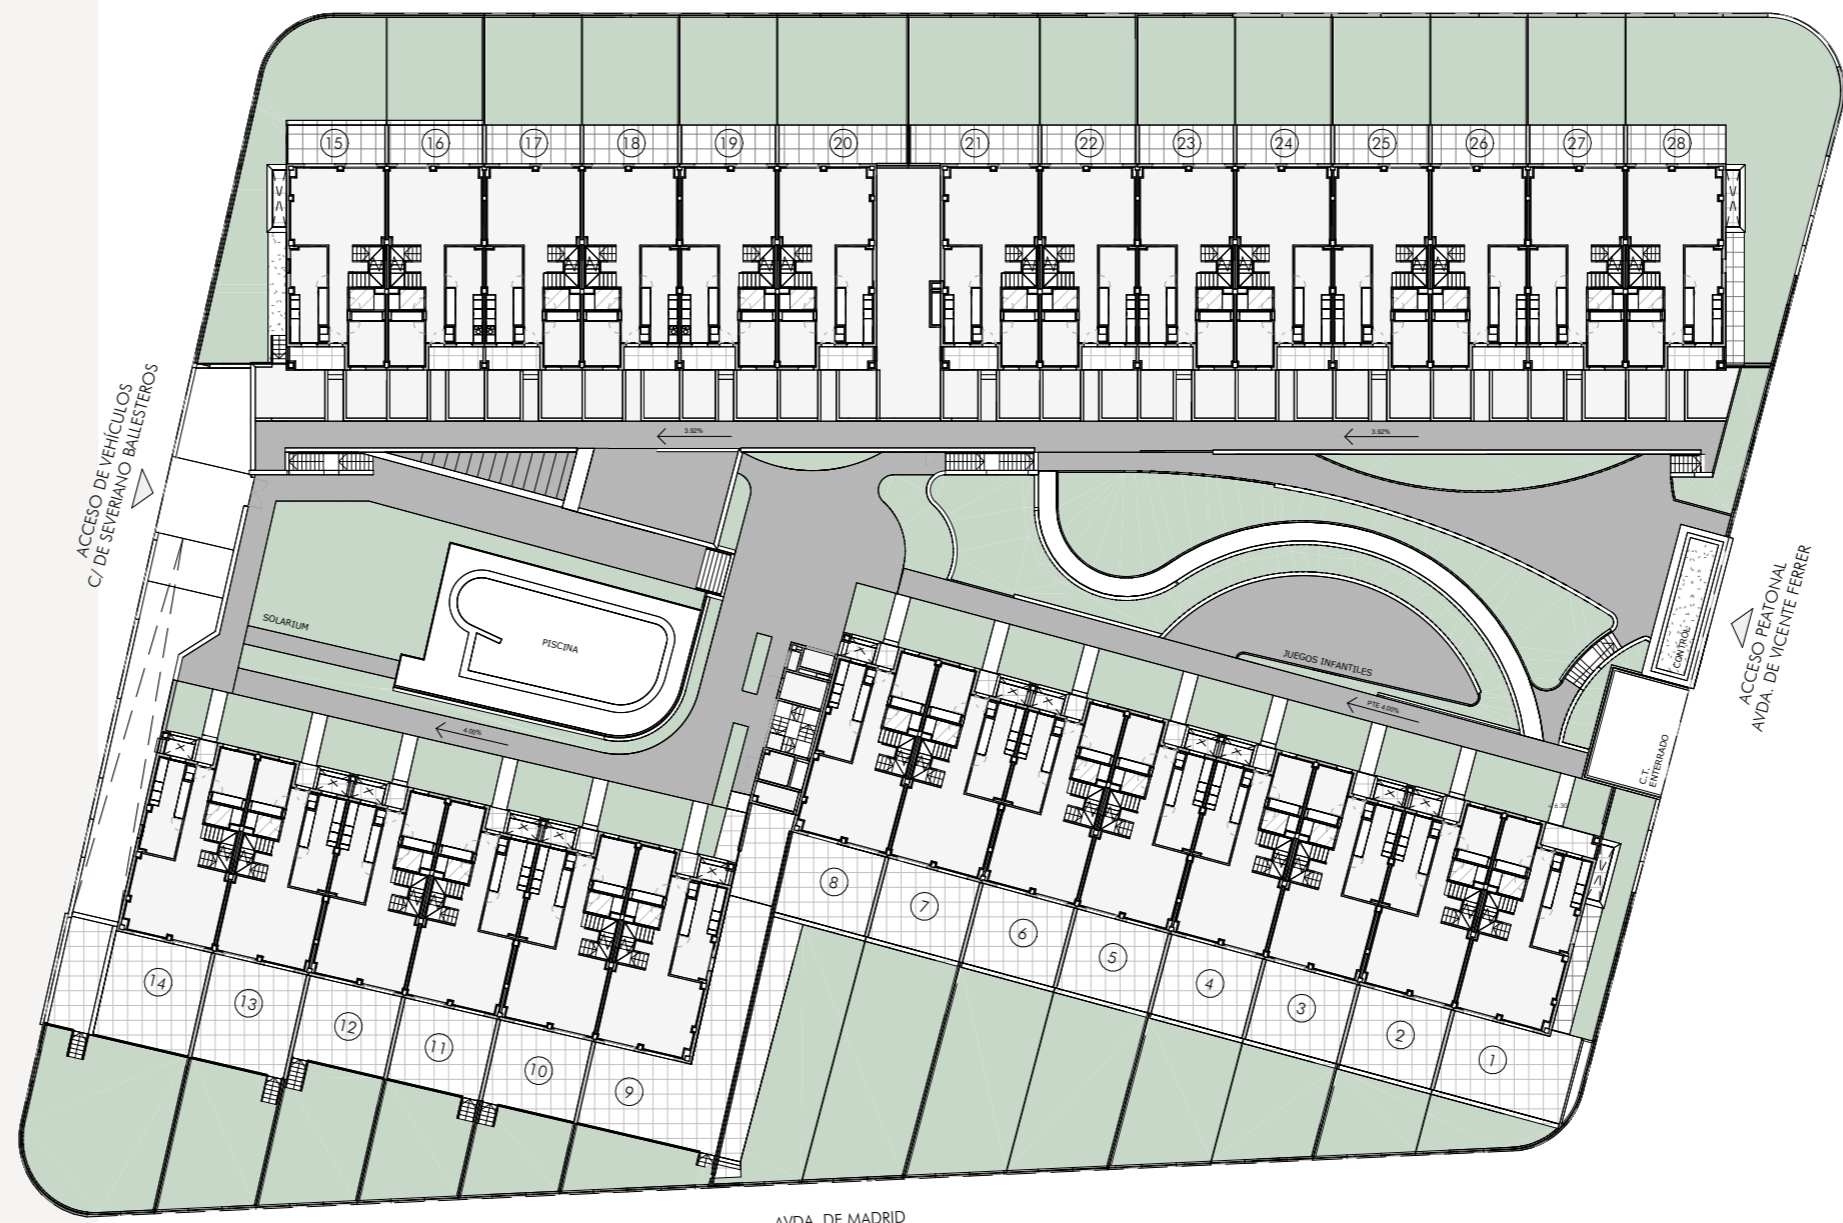 15
16
17
18
19
20
21
22
23
24
25
26
27
28
ACCESO DE VEHÍCULOS
C/ DE SEVERIANO BALLESTEROS
3.92%
3.92%
SOLARIUM
PISCINA
JUEGOS INFANTILES
CONTROL
ACCESO PEATONAL
AVDA. DE VICENTE FERRER
PTE 4.00%
4.00%
C.T.
ENTERRADO
8
7
6
5
4
3
2
1
14
13
12
11
10
9
AVDA. DE MADRID